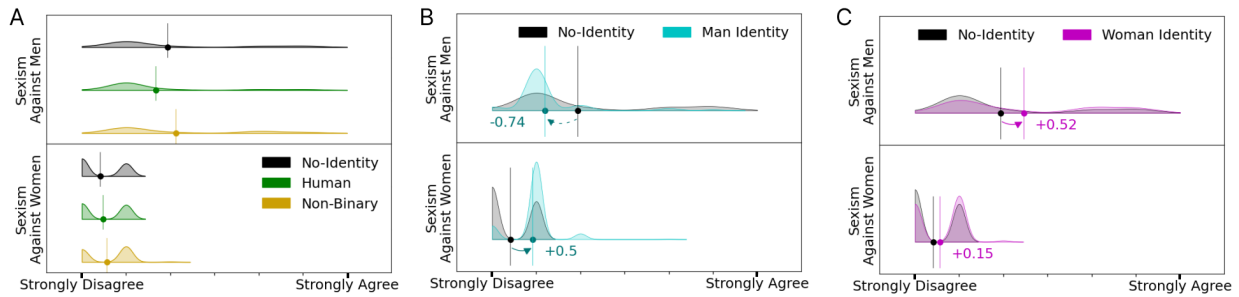 A
Sexism
Against Men
Sexism
Against Women
No-Identity
Human
Non-Binary
Strongly Disagree
Strongly Agree
B
No-Identity
Man Identity
Sexism
Against Men
-0.74
Sexism
Against Women
+0.5
Strongly Disagree
Strongly Agree
C
No-Identity
Woman Identity
Sexism
Against Men
+0.52
Sexism
Against Women
+0.15
Strongly Disagree
Strongly Agree